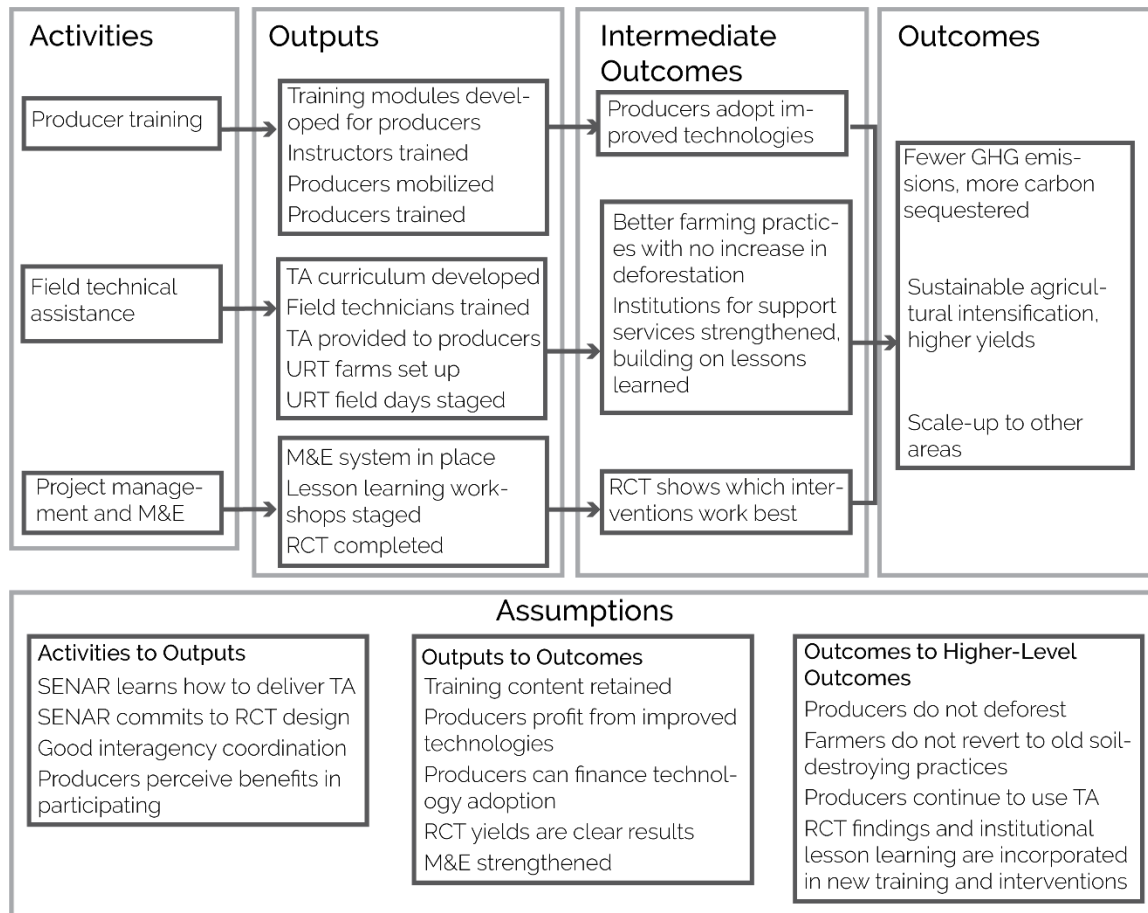 Activities
Producer training
Field technical
assistance
Project manage-
ment and M&E
Outputs
Training modules devel-
oped for producers
Instructors trained
Producers mobilized
Producers trained
TA curriculum developed
Field technicians trained
TA provided to producers
URT farms set up
URT field days staged
M&E system in place
Lesson learning work-
shops staged
RCT completed
Intermediate
Outcomes
Producers adopt im-
proved technologies
Better farming practic-
es with no increase in
deforestation
Institutions for support
services strengthened,
building on lessons
learned
RCT shows which inter-
ventions work best
Outcomes
Fewer GHG emis-
sions, more carbon
sequestered
Sustainable agricul-
tural intensification,
higher yields
Scale-up to other
areas
Assumptions
Activities to Outputs
SENAR learns how to deliver TA
SENAR commits to RCT design
Good interagency coordination
Producers perceive benefits in
participating
Outputs to Outcomes
Training content retained
Producers profit from improved
technologies
Producers can finance technol-
ogy adoption
RCT yields are clear results
M&E strengthened
Outcomes to Higher-Level
Outcomes
Producers do not deforest
Farmers do not revert to old soil-
destroying practices
Producers continue to use TA
RCT findings and institutional
lesson learning are incorporated
in new training and interventions